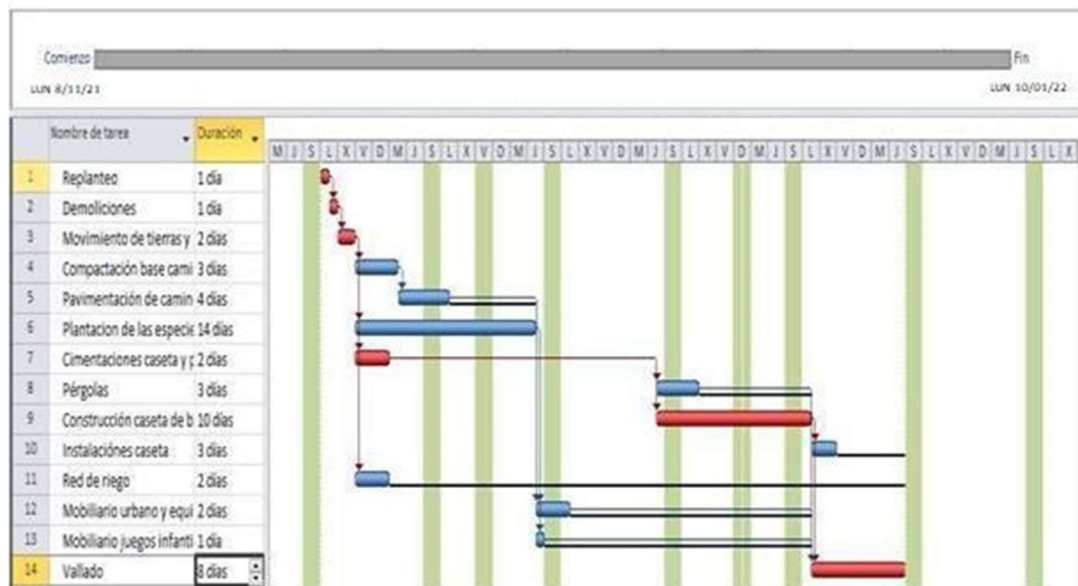 Comienzo
Fin
LUN 8/11/21
LUN 10/01/22
Nombre de tarea
Duración
M J S L X V D M J S L X V D M J S L X V D M J S L X V D M J S L X V D M J S L X V D M J S L X
1 Replanteo 1 día
2 Demoliciones 1 día
3 Movimiento de tierras y 2 días
4 Compactación base cami 3 días
5 Pavimentación de camin 4 días
6 Plantacion de las especie 14 días
7 Cimentaciones caseta y p 2 días
8 Pérgolas 3 días
9 Construcción caseta de b 10 días
10 Instalaciónes caseta 3 días
11 Red de riego 2 días
12 Mobiliario urbano y equi 2 días
13 Mobiliario juegos infanti 1 día
14 Vallado 8 días